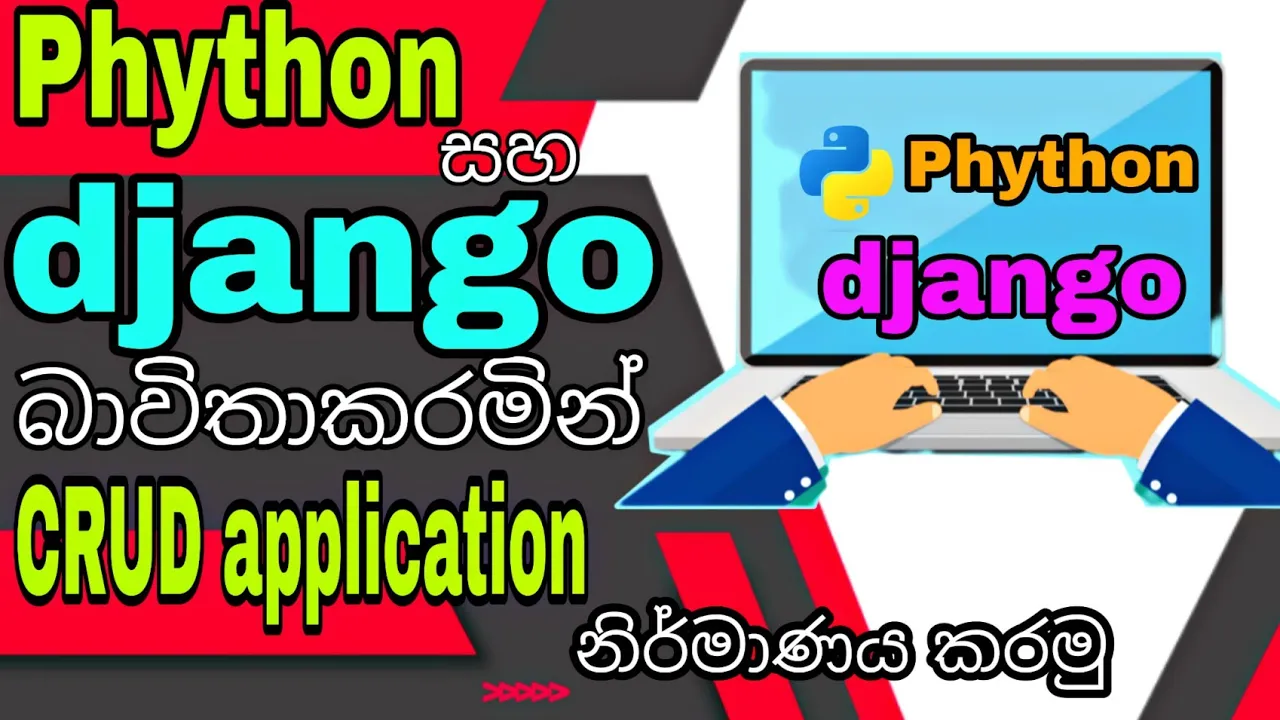 Phython
සහ
django
බාවිතාකරමින්
CRUD application
නිර්මාණය කරමු
Phython
django